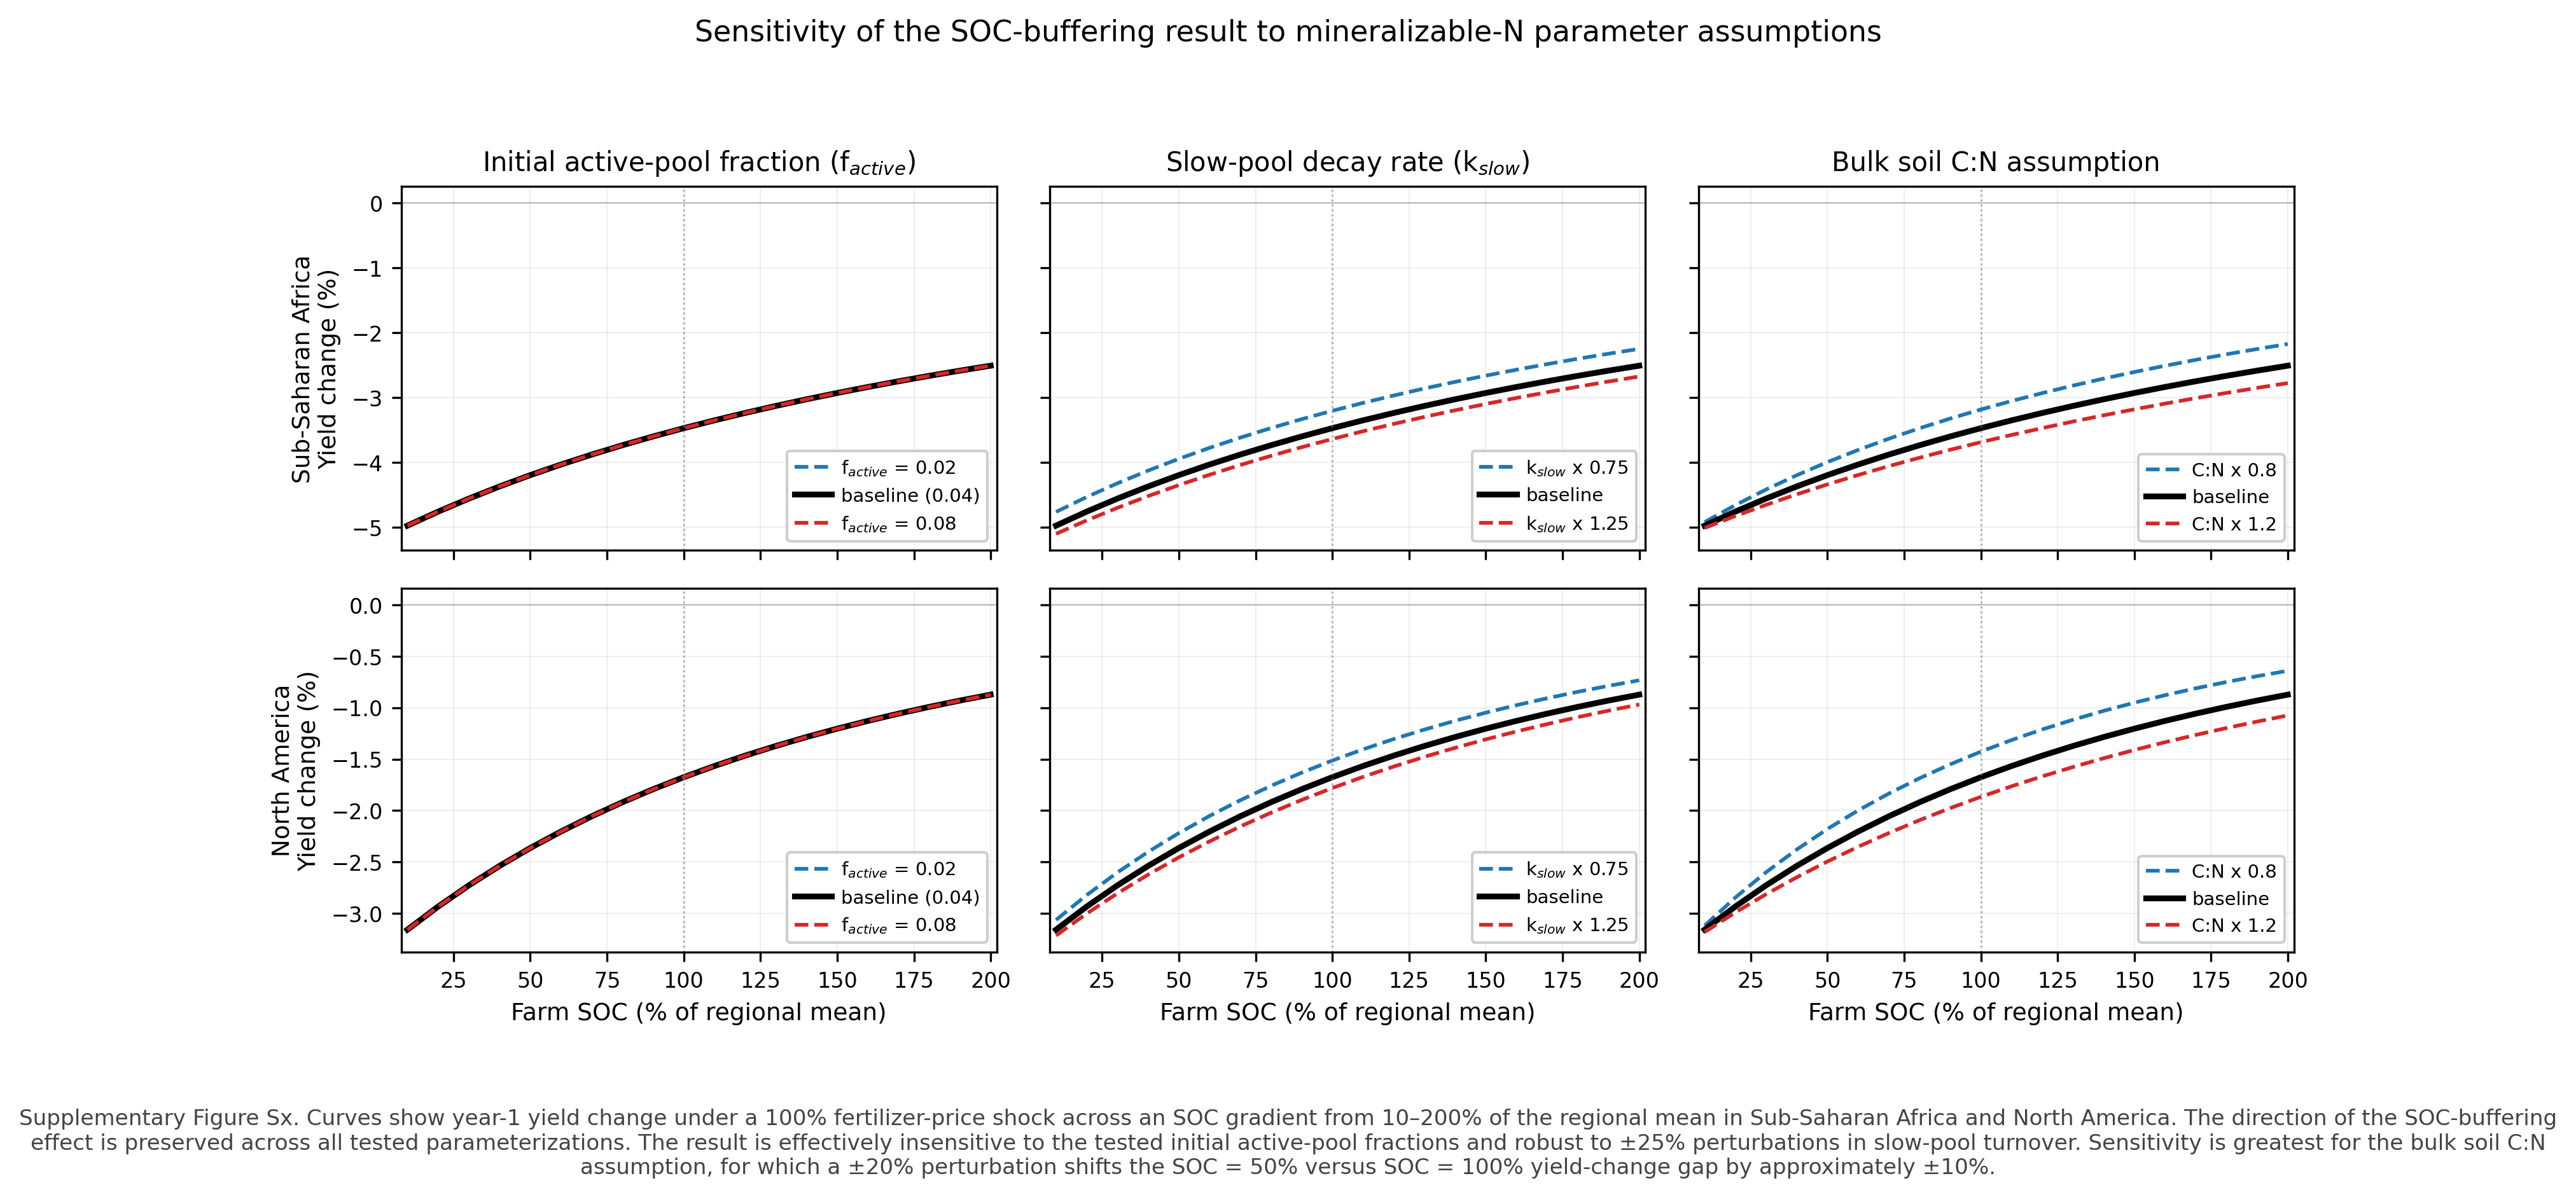 Sensitivity of the SOC-buffering result to mineralizable-N parameter assumptions
Initial active-pool fraction (f_active)
Slow-pool decay rate (k_slow)
Bulk soil C:N assumption
Sub-Saharan Africa
Yield change (%)
0
−1
−2
−3
−4
−5
f_active = 0.02
baseline (0.04)
f_active = 0.08
k_slow x 0.75
baseline
k_slow x 1.25
C:N x 0.8
baseline
C:N x 1.2
North America
Yield change (%)
0.0
−0.5
−1.0
−1.5
−2.0
−2.5
−3.0
f_active = 0.02
baseline (0.04)
f_active = 0.08
k_slow x 0.75
baseline
k_slow x 1.25
C:N x 0.8
baseline
C:N x 1.2
25 50 75 100 125 150 175 200
25 50 75 100 125 150 175 200
25 50 75 100 125 150 175 200
Farm SOC (% of regional mean)
Farm SOC (% of regional mean)
Farm SOC (% of regional mean)
Supplementary Figure Sx. Curves show year-1 yield change under a 100% fertilizer-price shock across an SOC gradient from 10–200% of the regional mean in Sub-Saharan Africa and North America. The direction of the SOC-buffering
effect is preserved across all tested parameterizations. The result is effectively insensitive to the tested initial active-pool fractions and robust to ±25% perturbations in slow-pool turnover. Sensitivity is greatest for the bulk soil C:N
assumption, for which a ±20% perturbation shifts the SOC = 50% versus SOC = 100% yield-change gap by approximately ±10%.